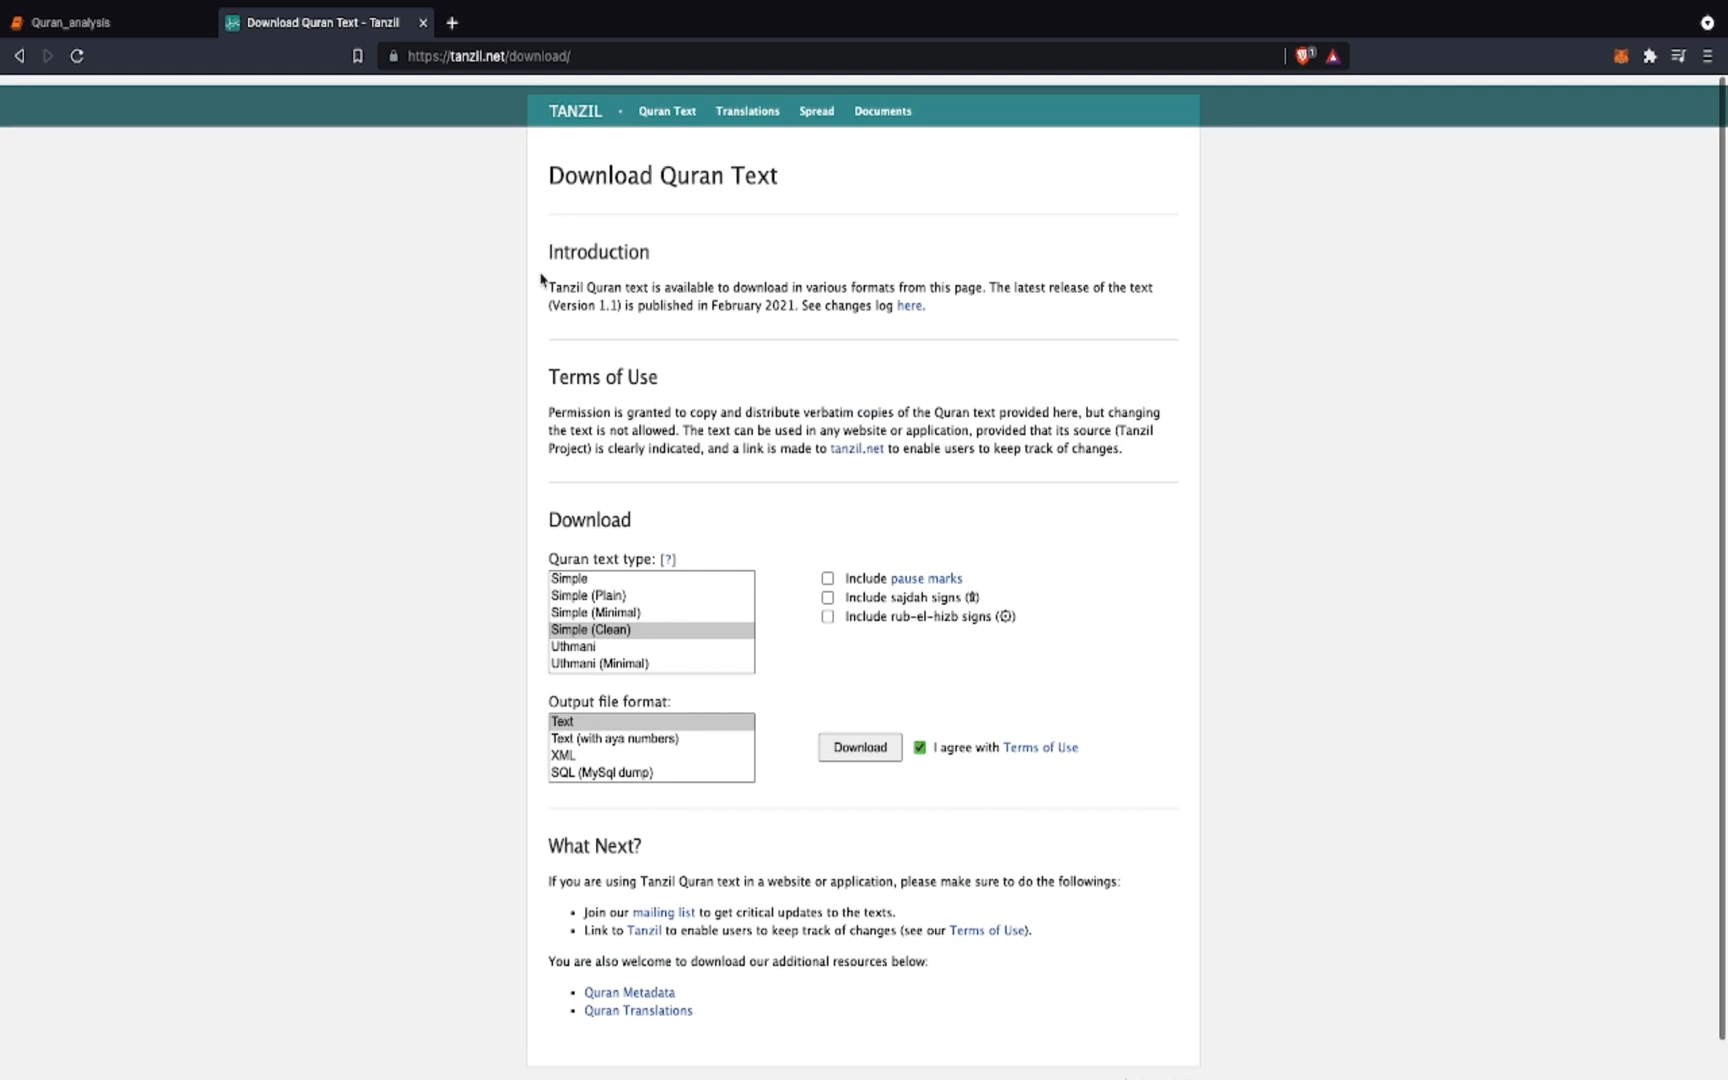 Quran_analysis
Download Quran Text - Tanzil
https://tanzil.net/download/
TANZIL
Quran Text
Translations
Spread
Documents
Download Quran Text
Introduction
Tanzil Quran text is available to download in various formats from this page. The latest release of the text
(Version 1.1) is published in February 2021. See changes log here.
Terms of Use
Permission is granted to copy and distribute verbatim copies of the Quran text provided here, but changing
the text is not allowed. The text can be used in any website or application, provided that its source (Tanzil
Project) is clearly indicated, and a link is made to tanzil.net to enable users to keep track of changes.
Download
Quran text type: [?]
Simple
Simple (Plain)
Simple (Minimal)
Simple (Clean)
Uthmani
Uthmani (Minimal)
Include pause marks
Include sajdah signs (۩)
Include rub-el-hizb signs (۞)
Output file format:
Text
Text (with aya numbers)
XML
SQL (MySql dump)
Download
I agree with Terms of Use
What Next?
If you are using Tanzil Quran text in a website or application, please make sure to do the followings:
• Join our mailing list to get critical updates to the texts.
• Link to Tanzil to enable users to keep track of changes (see our Terms of Use).
You are also welcome to download our additional resources below:
• Quran Metadata
• Quran Translations